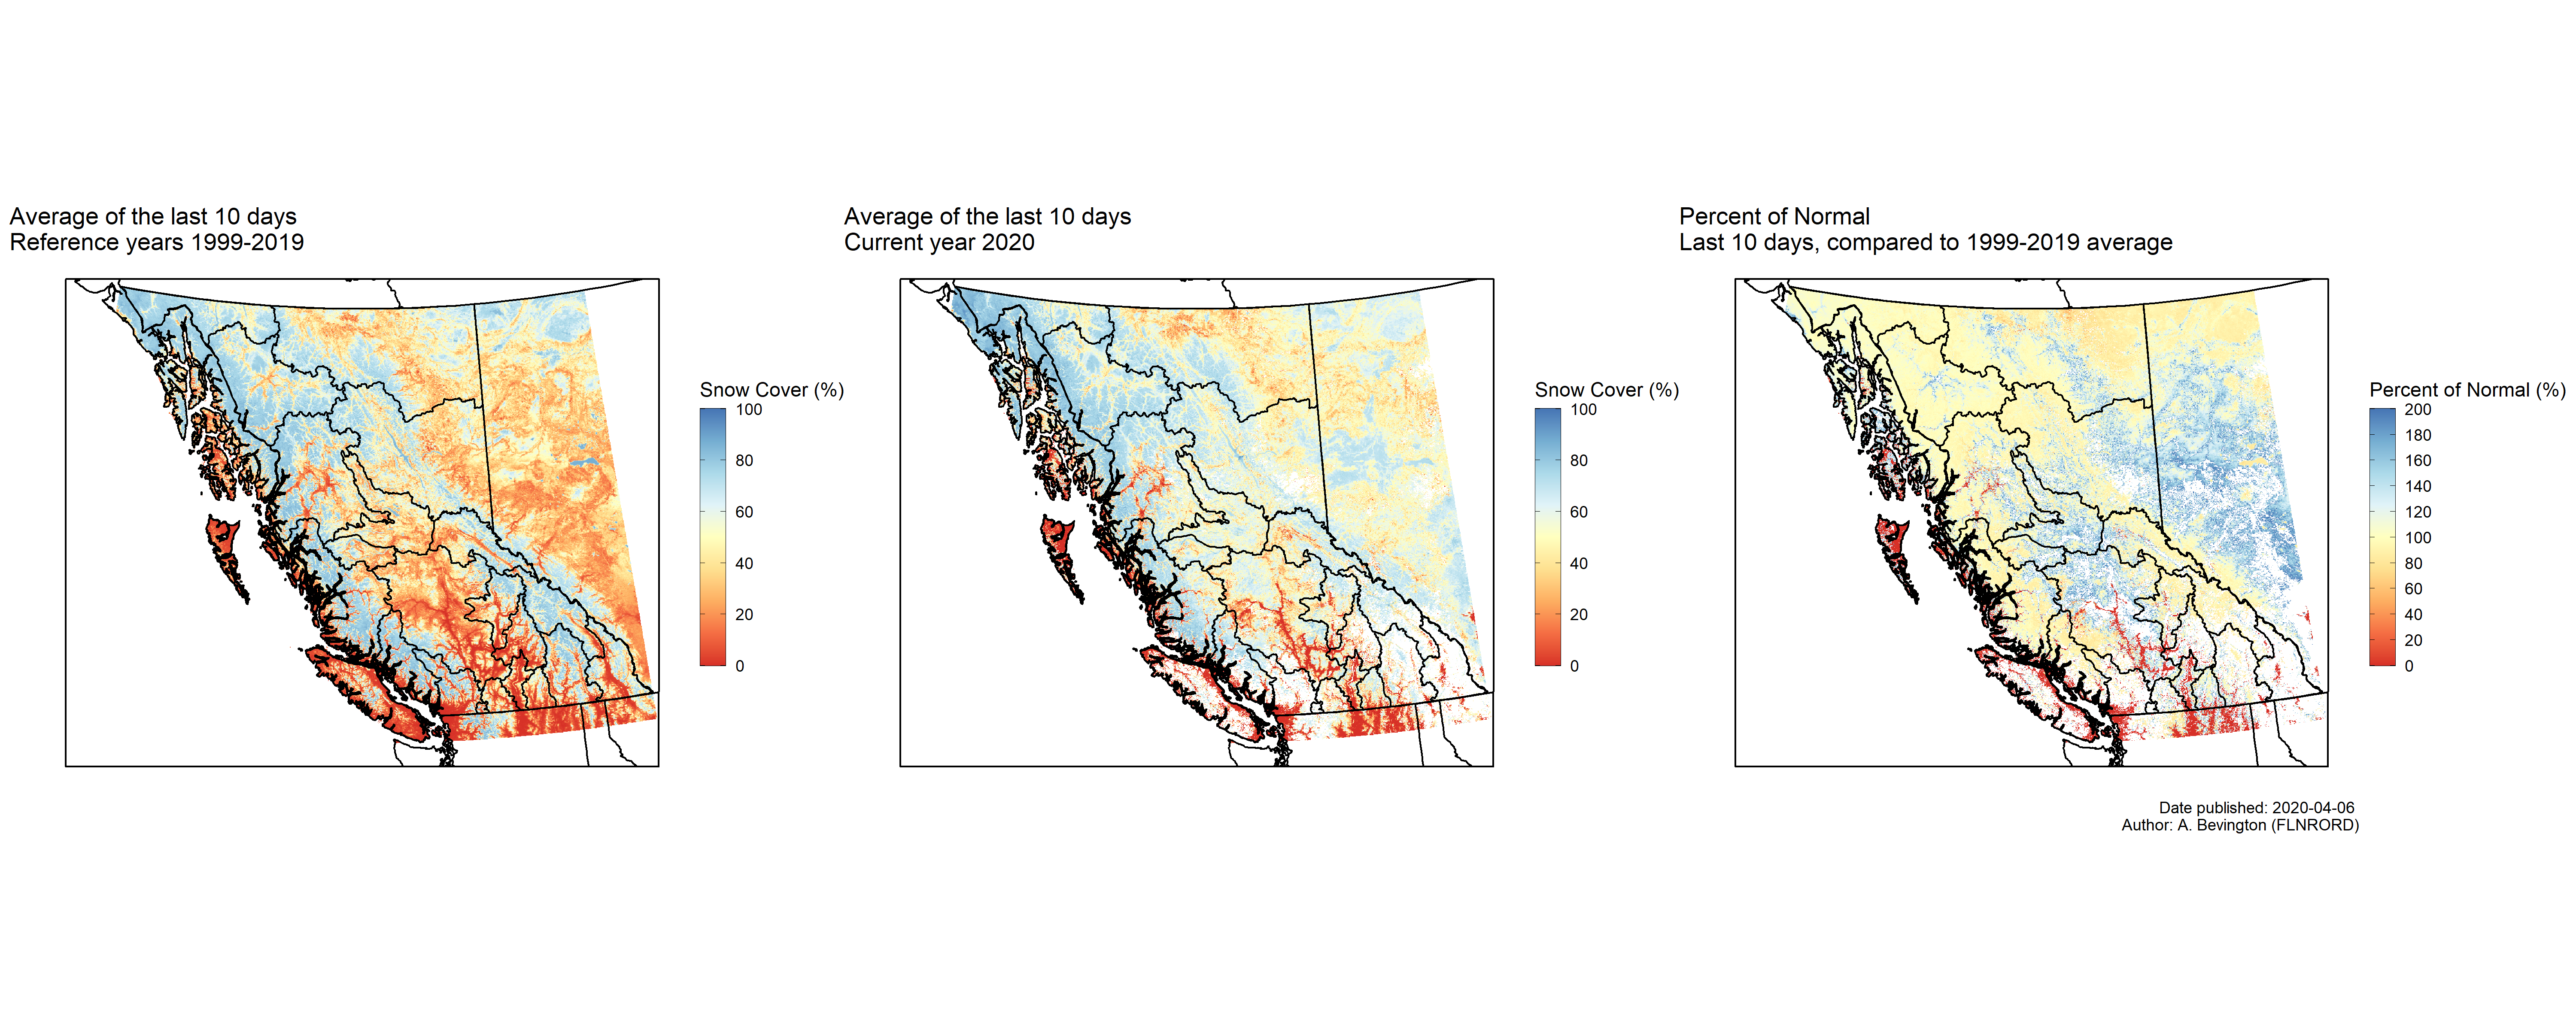 Average of the last 10 days
Reference years 1999-2019
Snow Cover (%)
100
80
60
40
20
0
Average of the last 10 days
Current year 2020
Snow Cover (%)
100
80
60
40
20
0
Percent of Normal
Last 10 days, compared to 1999-2019 average
Percent of Normal (%)
200
180
160
140
120
100
80
60
40
20
0
Date published: 2020-04-06
Author: A. Bevington (FLNRORD)